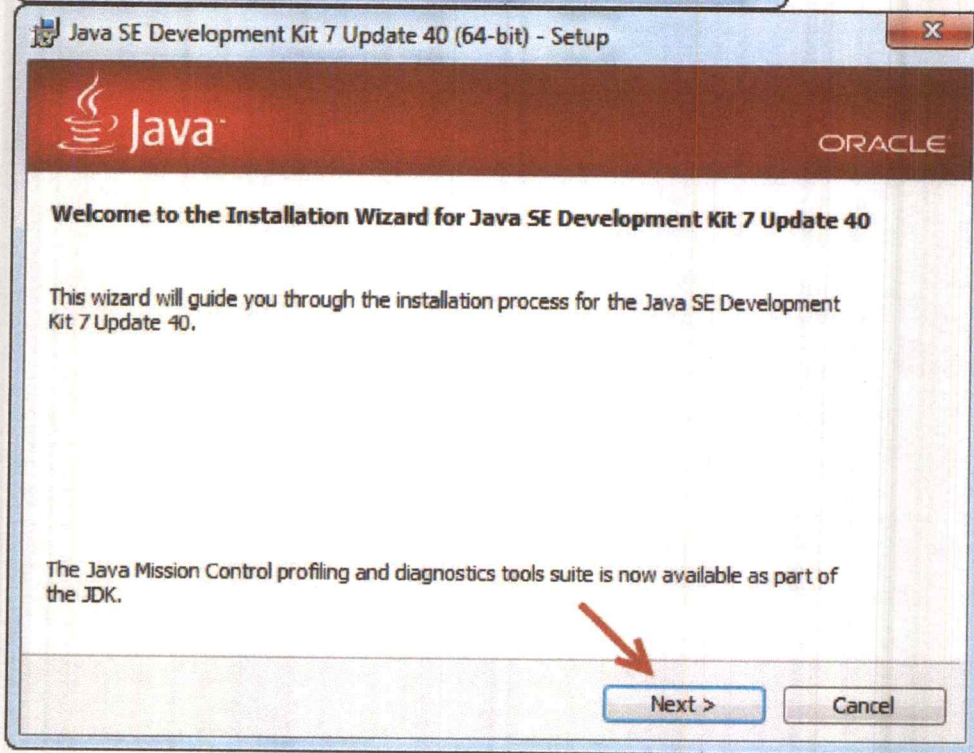 Java SE Development Kit 7 Update 40 (64-bit) - Setup
Java
ORACLE
Welcome to the Installation Wizard for Java SE Development Kit 7 Update 40
This wizard will guide you through the installation process for the Java SE Development
Kit 7 Update 40.
The Java Mission Control profiling and diagnostics tools suite is now available as part of
the JDK.
Next > Cancel